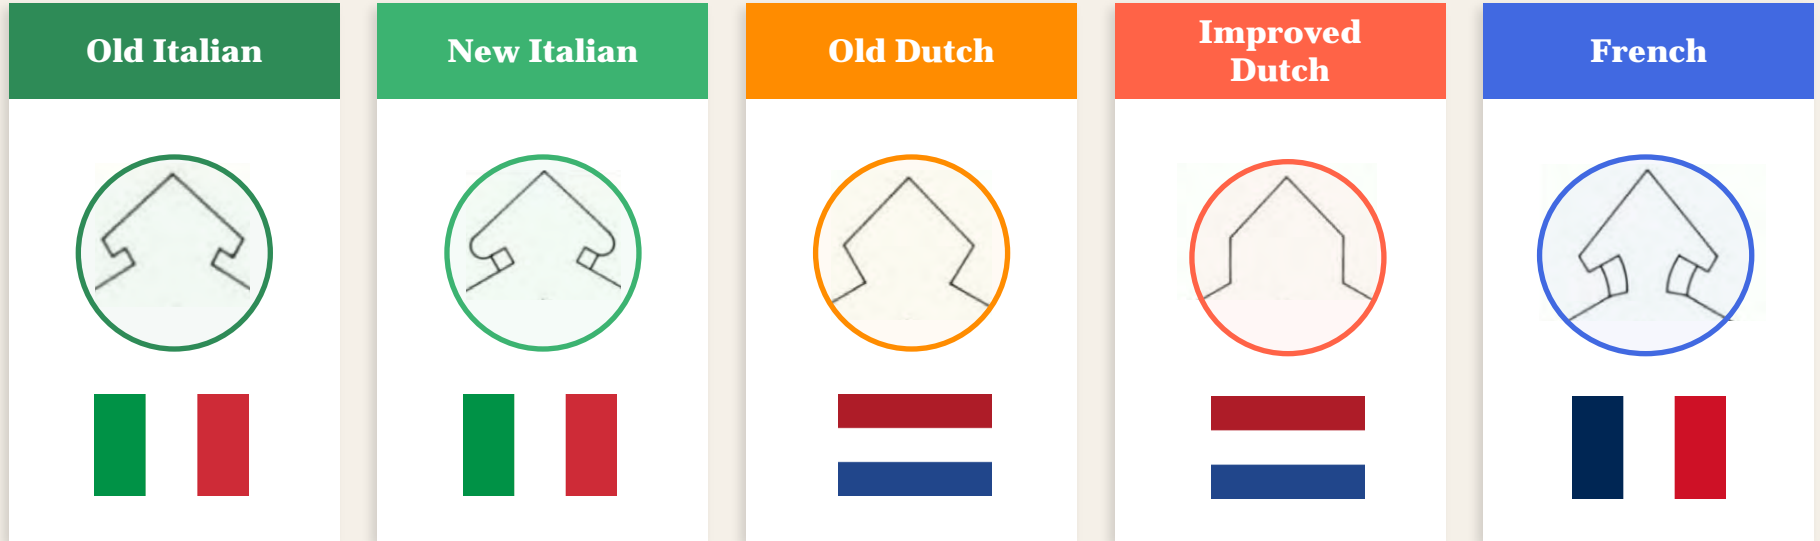 Old Italian
New Italian
Old Dutch
Improved
Dutch
French